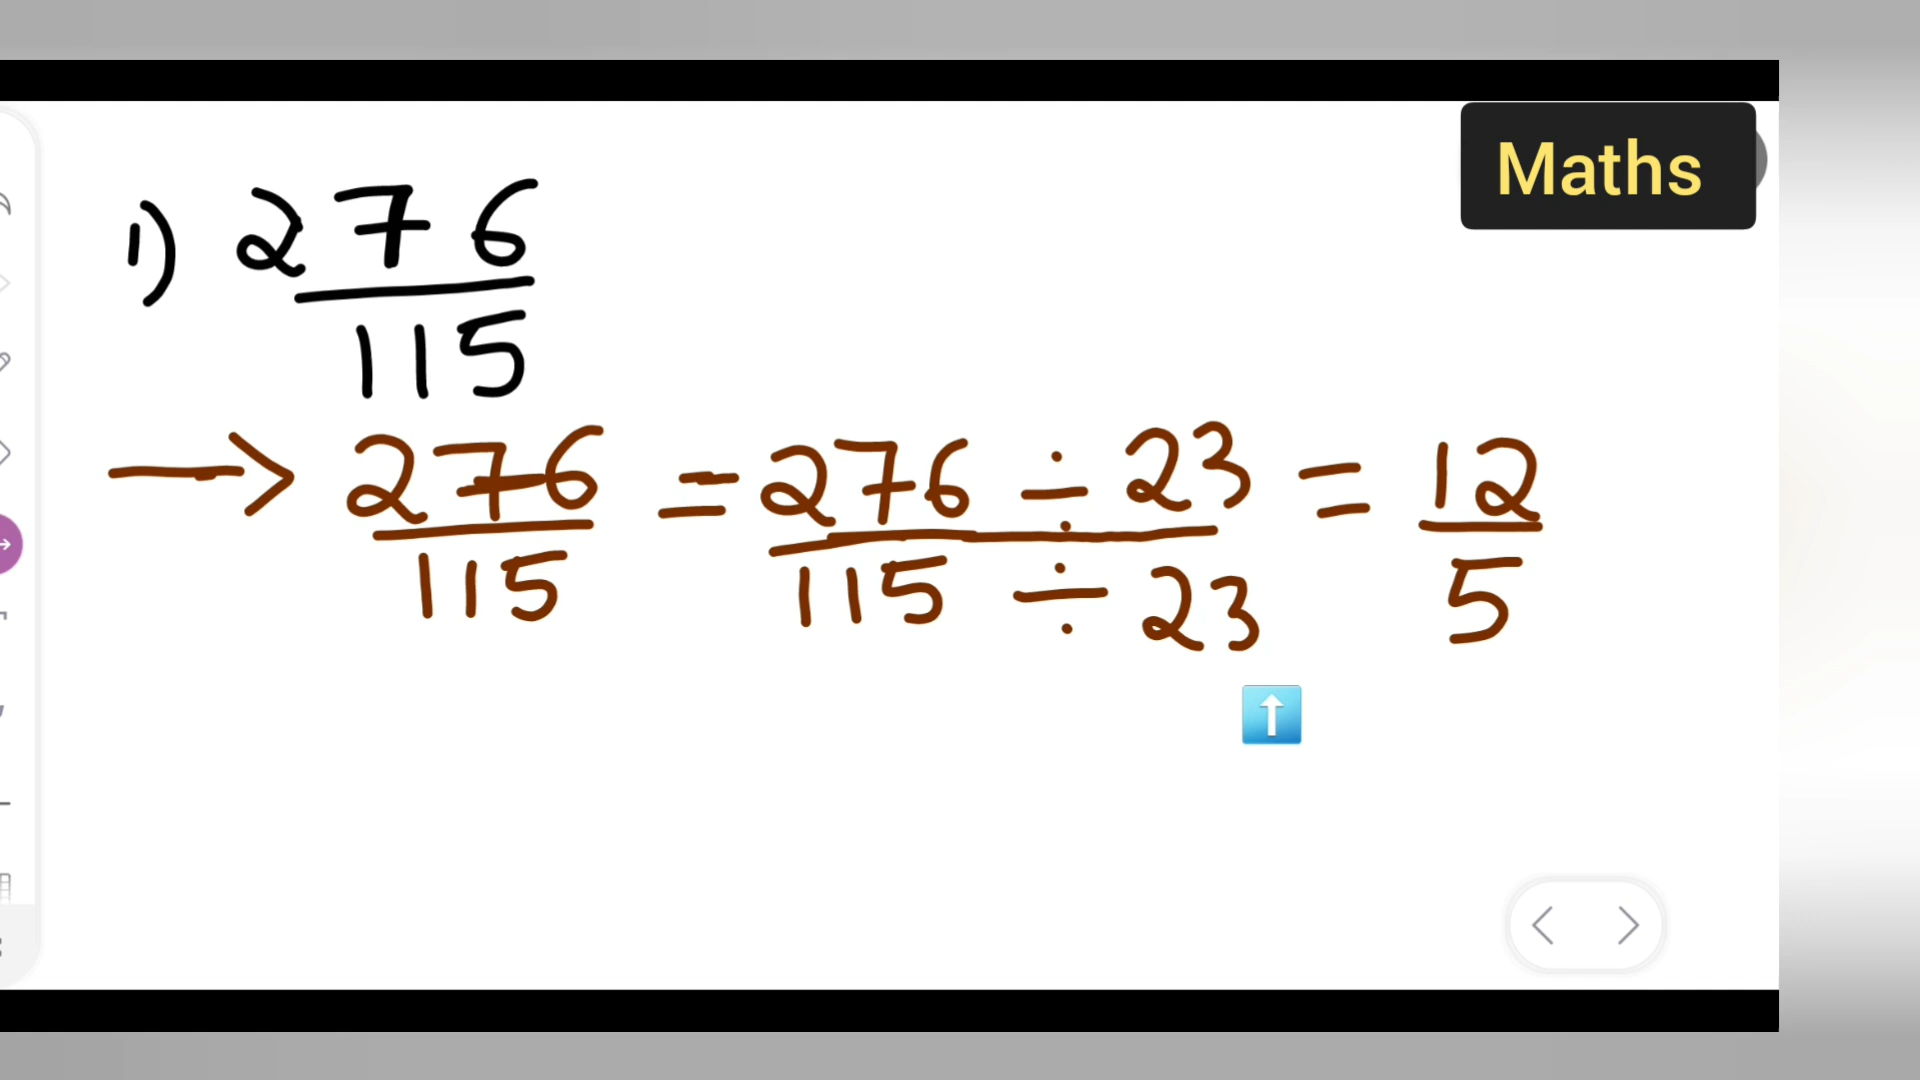 Maths
1) 276
115
→ 276 = 276 ÷ 23 = 12
115 115 ÷ 23 5